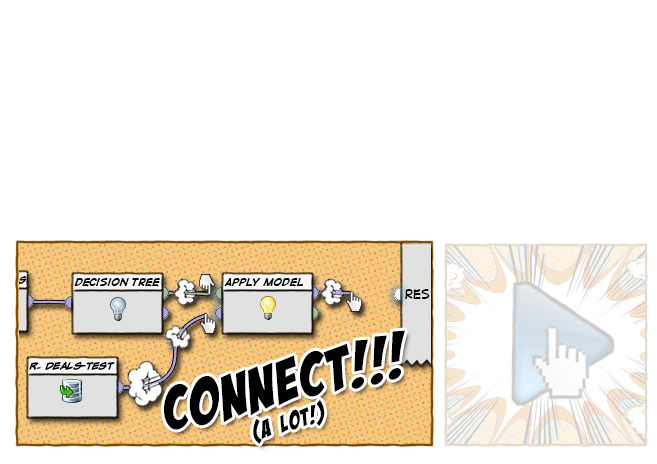 S
DECISION TREE
APPLY MODEL
RES
R.. DEALS-TEST
CONNECT!!!
(A LOT!)